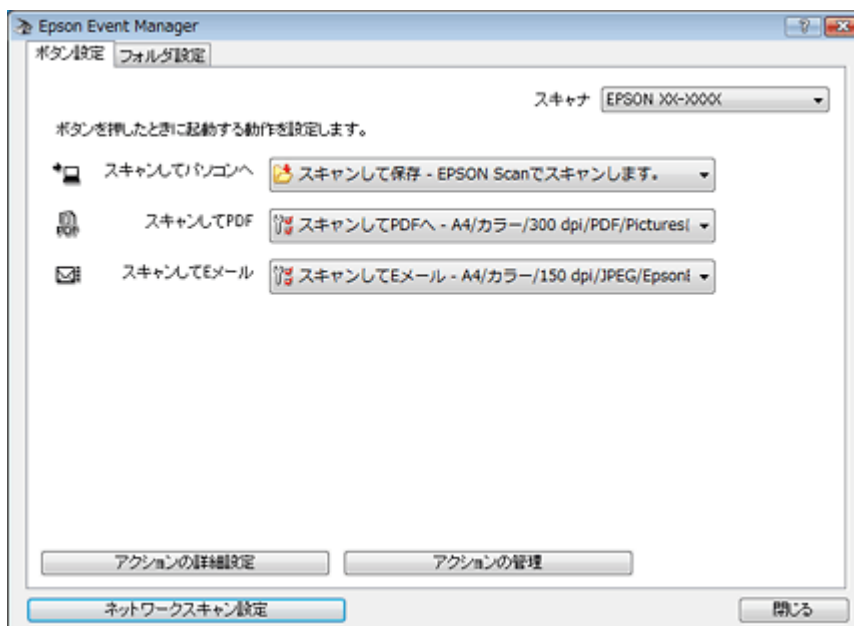 Epson Event Manager
ボタン設定 フォルダ設定
スキャナ EPSON XX-XXXX
ボタンを押したときに起動する動作を設定します。
スキャンしてパソコンへ スキャンして保存 - EPSON Scanでスキャンします。
PDF スキャンしてPDF スキャンしてPDFへ - A4/カラー/300 dpi/PDF/Pictures
スキャンしてEメール スキャンしてEメール - A4/カラー/150 dpi/JPEG/Epson
アクションの詳細設定 アクションの管理
ネットワークスキャン設定 閉じる